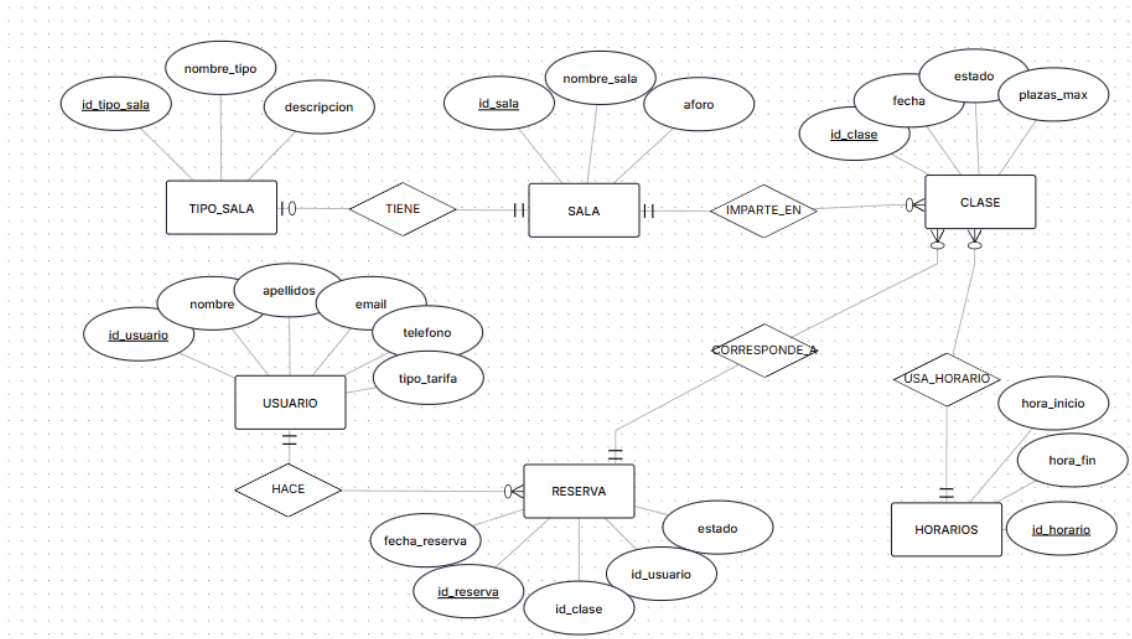 nombre_tipo
id_tipo_sala
descripcion
TIPO_SALA
TIENE
nombre_sala
id_sala
aforo
SALA
IMPARTE_EN
estado
fecha
plazas_max
id_clase
CLASE
apellidos
nombre
email
id_usuario
telefono
tipo_tarifa
USUARIO
CORRESPONDE_A
USA_HORARIO
hora_inicio
hora_fin
HORARIOS
id_horario
HACE
RESERVA
fecha_reserva
estado
id_reserva
id_usuario
id_clase